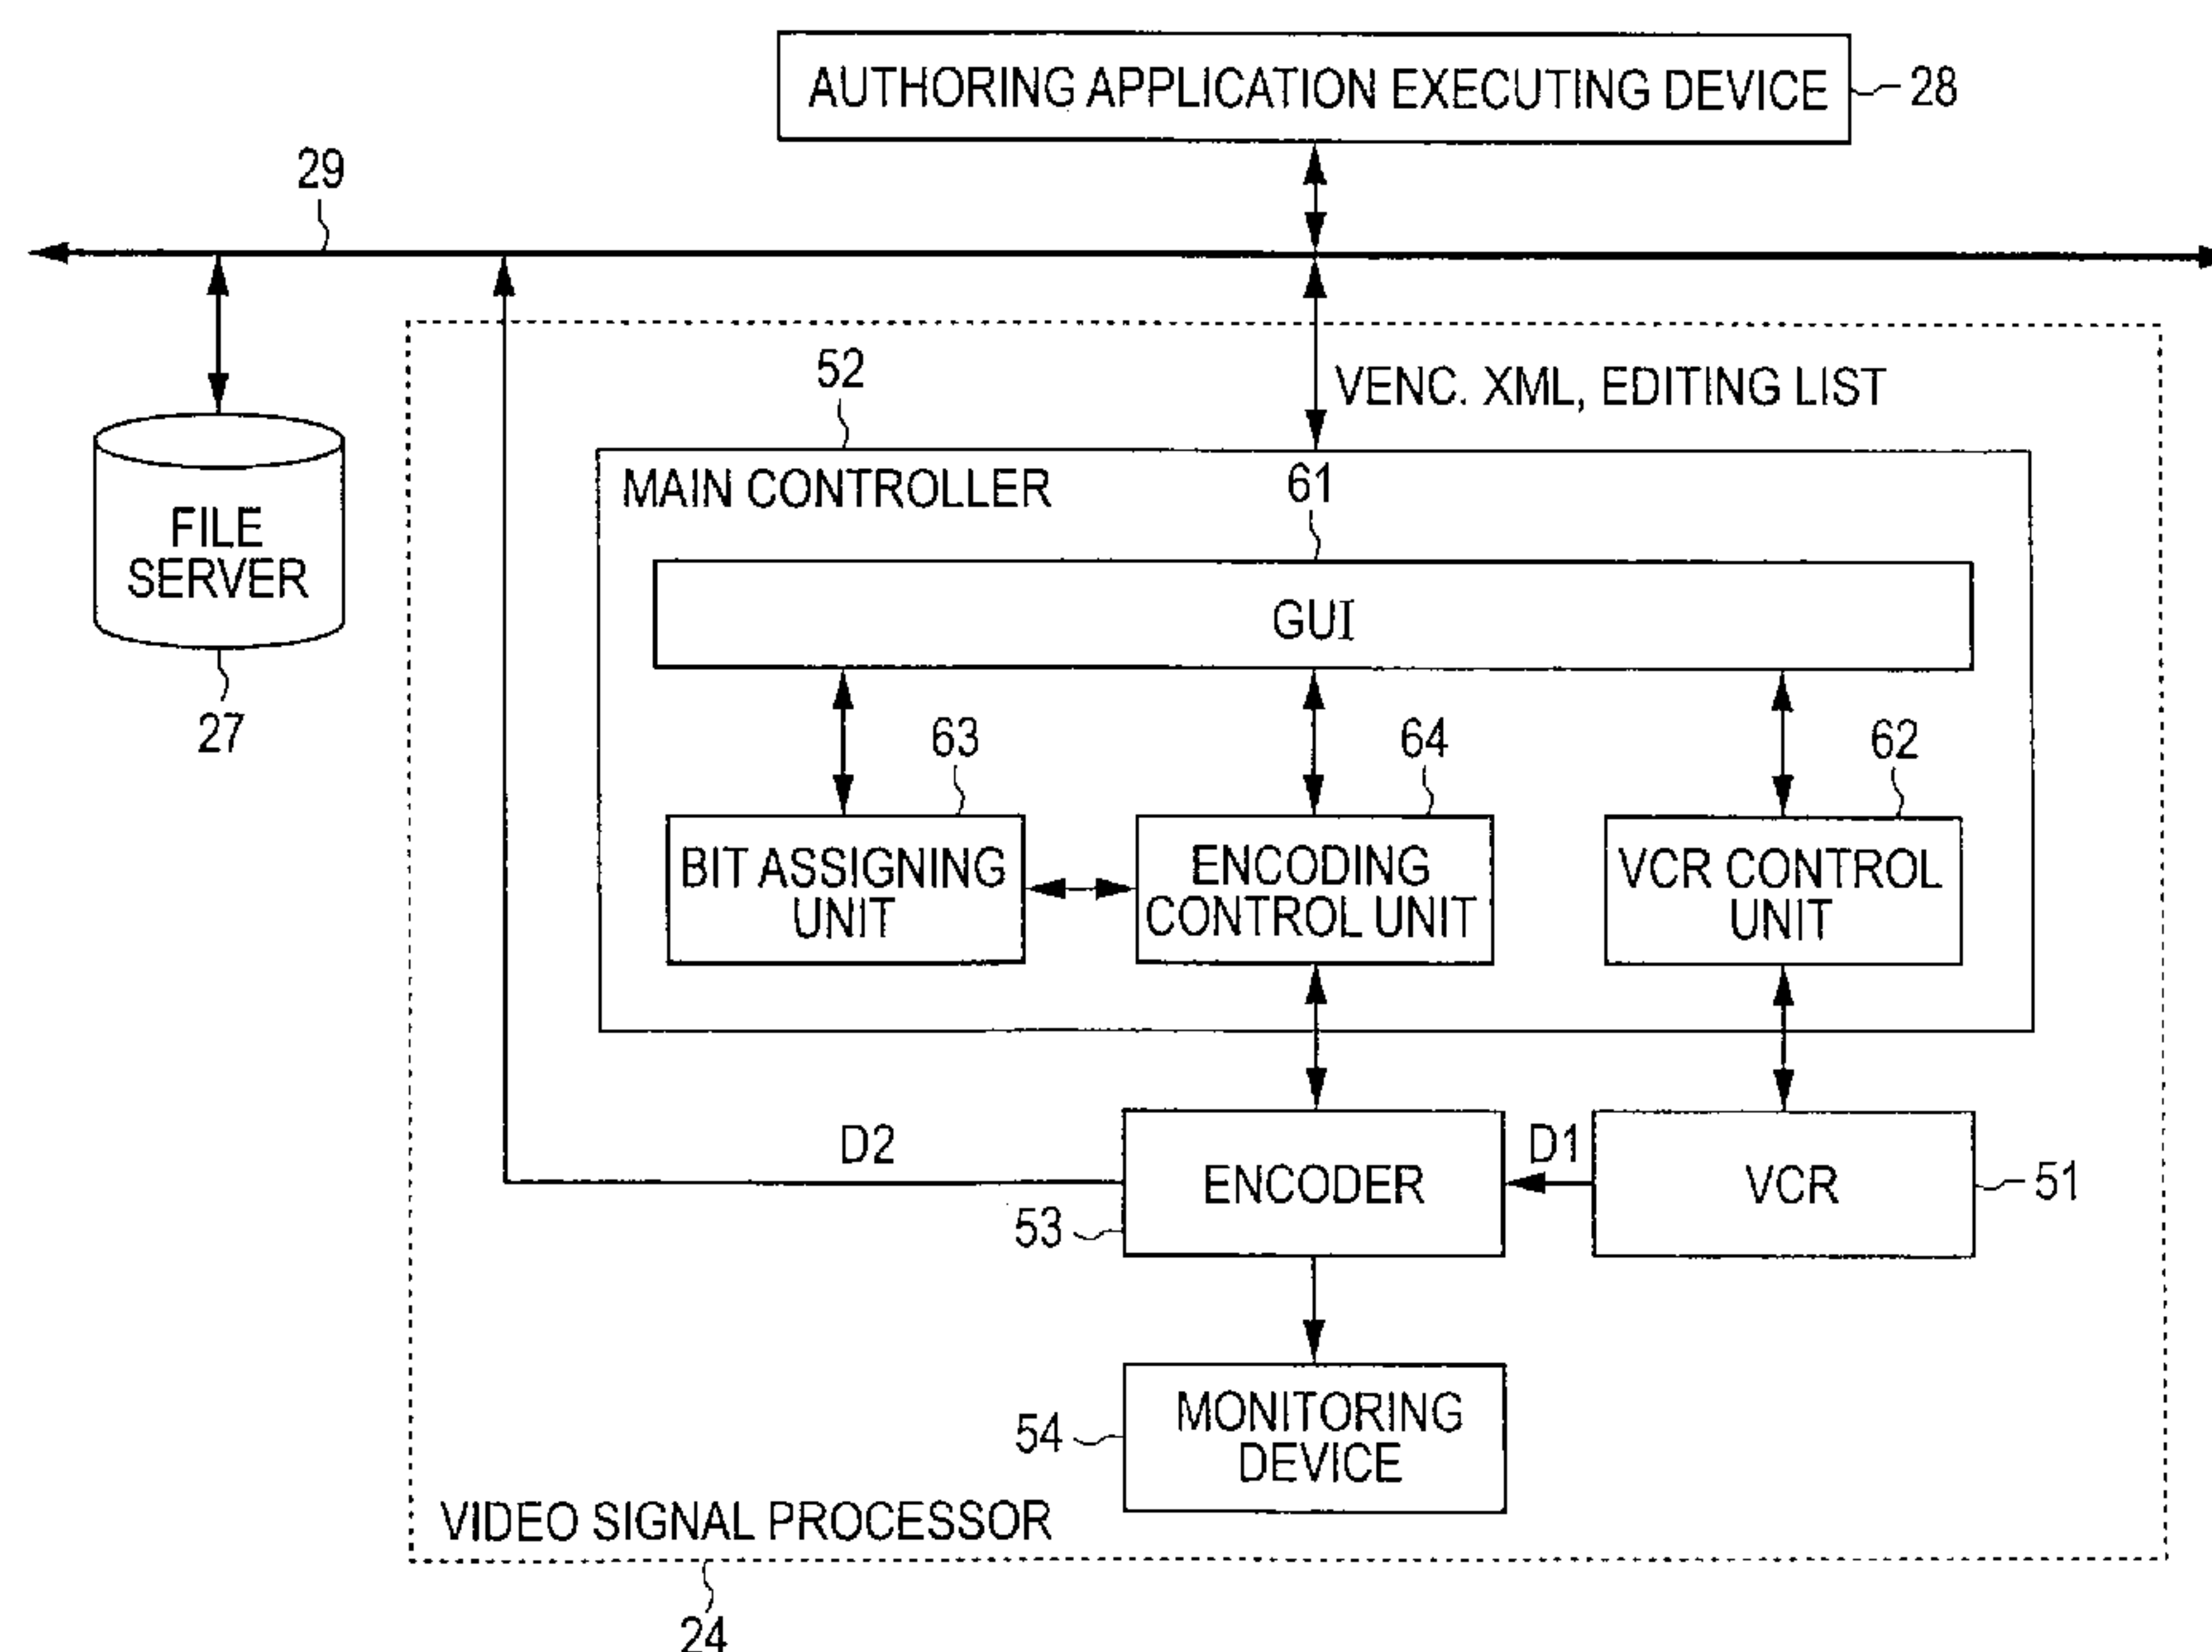 AUTHORING APPLICATION EXECUTING DEVICE
28
29
52
VENC. XML, EDITING LIST
MAIN CONTROLLER
61
FILE
SERVER
GUI
27
63
64
62
BIT ASSIGNING
UNIT
ENCODING
CONTROL UNIT
VCR CONTROL
UNIT
D2
D1
ENCODER
VCR
51
53
MONITORING
DEVICE
54
VIDEO SIGNAL PROCESSOR
24